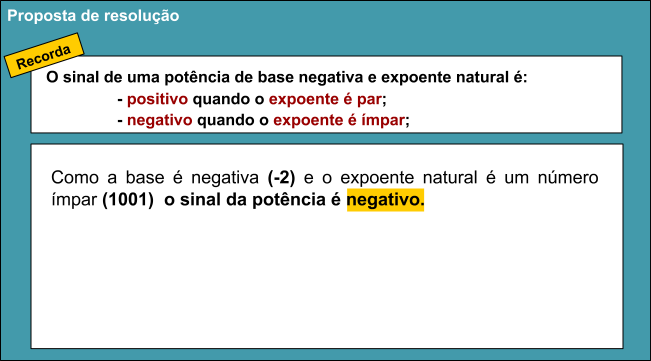 Proposta de resolução
Recorda
O sinal de uma potência de base negativa e expoente natural é:
- positivo quando o expoente é par;
- negativo quando o expoente é ímpar;
Como a base é negativa (-2) e o expoente natural é um número
ímpar (1001) o sinal da potência é negativo.